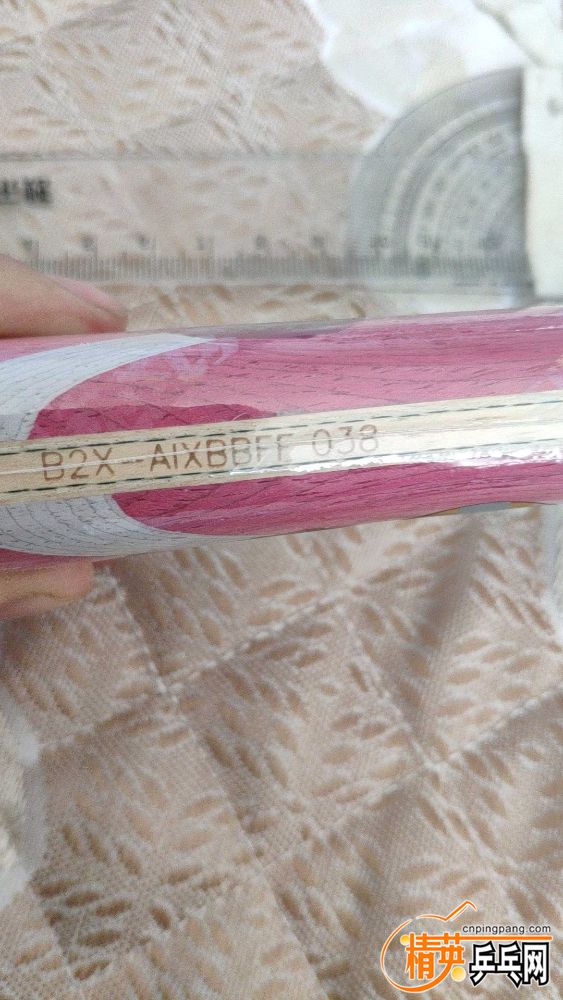 B2X--AIXBBFF 038
cnpingpang.com
精英乒乓网